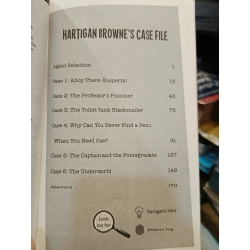 HARTIGAN BROWNE'S CASE FILE
Agent Selection 1
Case 1: Ahoy There Suspects! 13
Case 2: The Professor's Poisoner 45
Case 3: The Toilet Tank Blackmailer 75
Case 4: Why Can You Never Find a Pen
When You Need One? 91
Case 5: The Captain and the Pomegranate 127
Case 6: The Underworld 149
Answers 173
Look
out for
Hartigan's Hint
Evidence Log